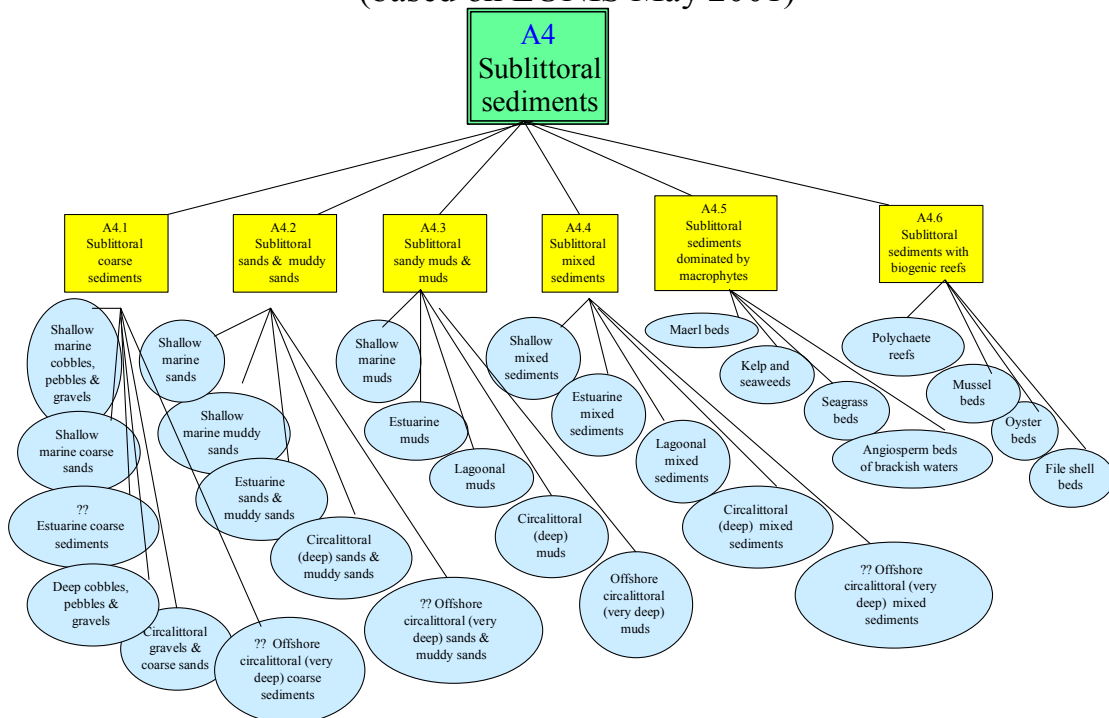 (based on EUNIS May 2001)
A4
Sublittoral
sediments
A4.1
Sublittoral
coarse
sediments
A4.2
Sublittoral
sands & muddy
sands
A4.3
Sublittoral
sandy muds &
muds
A4.4
Sublittoral
mixed
sediments
A4.5
Sublittoral
sediments
dominated by
macrophytes
A4.6
Sublittoral
sediments with
biogenic reefs
Shallow
marine
cobbles,
pebbles &
gravels
Shallow
marine coarse
sands
??
Estuarine coarse
sediments
Deep cobbles,
pebbles &
gravels
Circalittoral
gravels &
coarse sands
?? Offshore
circalittoral (very
deep) coarse
sediments
Shallow
marine
sands
Shallow
marine muddy
sands
Estuarine
sands &
muddy sands
Circalittoral
(deep) sands &
muddy sands
?? Offshore
circalittoral (very
deep) sands &
muddy sands
Shallow
marine
muds
Estuarine
muds
Lagoonal
muds
Circalittoral
(deep)
muds
Offshore
circalittoral
(very deep)
muds
Shallow
mixed
sediments
Estuarine
mixed
sediments
Lagoonal
mixed
sediments
Circalittoral
(deep) mixed
sediments
?? Offshore
circalittoral (very
deep) mixed
sediments
Maerl beds
Kelp and
seaweeds
Seagrass
beds
Angiosperm beds
of brackish waters
Polychaete
reefs
Mussel
beds
Oyster
beds
File shell
beds